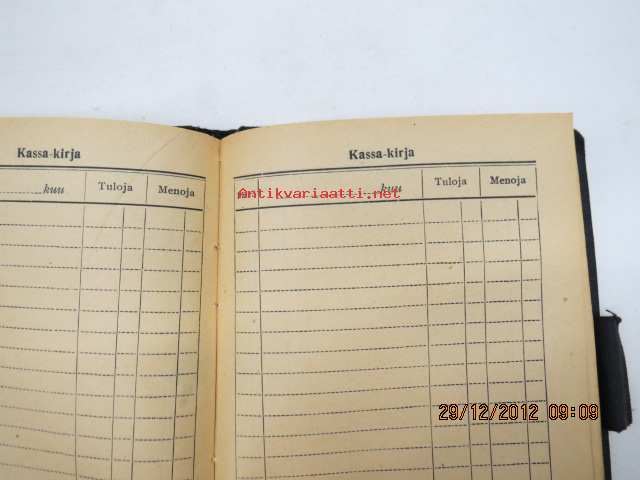 Kassa-kirja
kuu Tuloja Menoja
Kassa-kirja
kuu Tuloja Menoja
Antikvariaatti.net
29/12/2012 09:09